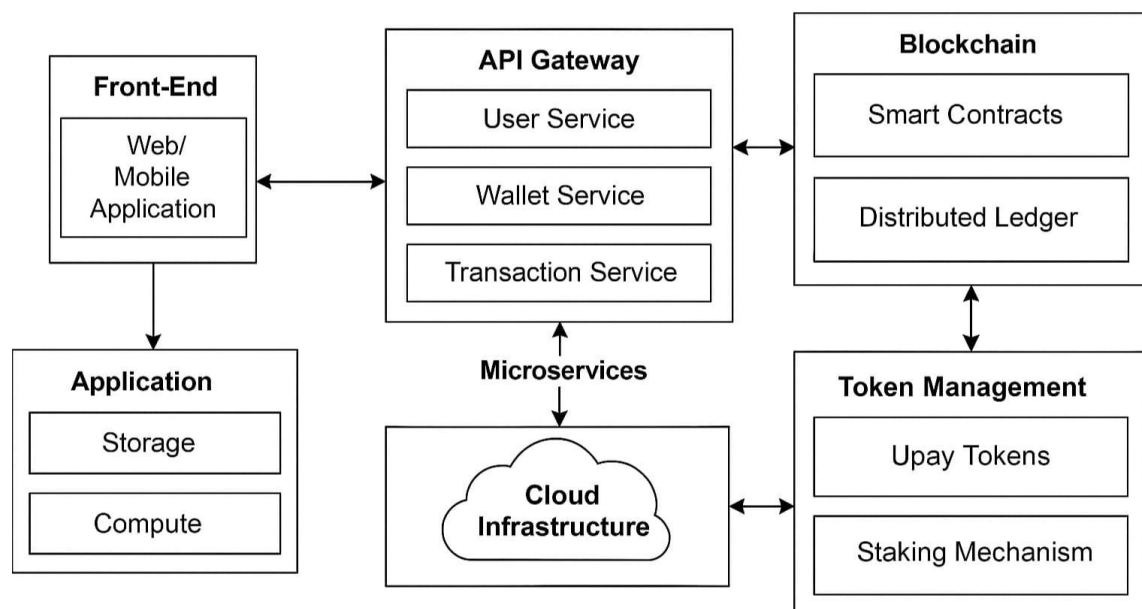 Front-End
Web/
Mobile
Application
API Gateway
User Service
Wallet Service
Transaction Service
Blockchain
Smart Contracts
Distributed Ledger
Application
Storage
Compute
Microservices
Cloud
Infrastructure
Token Management
Upay Tokens
Staking Mechanism